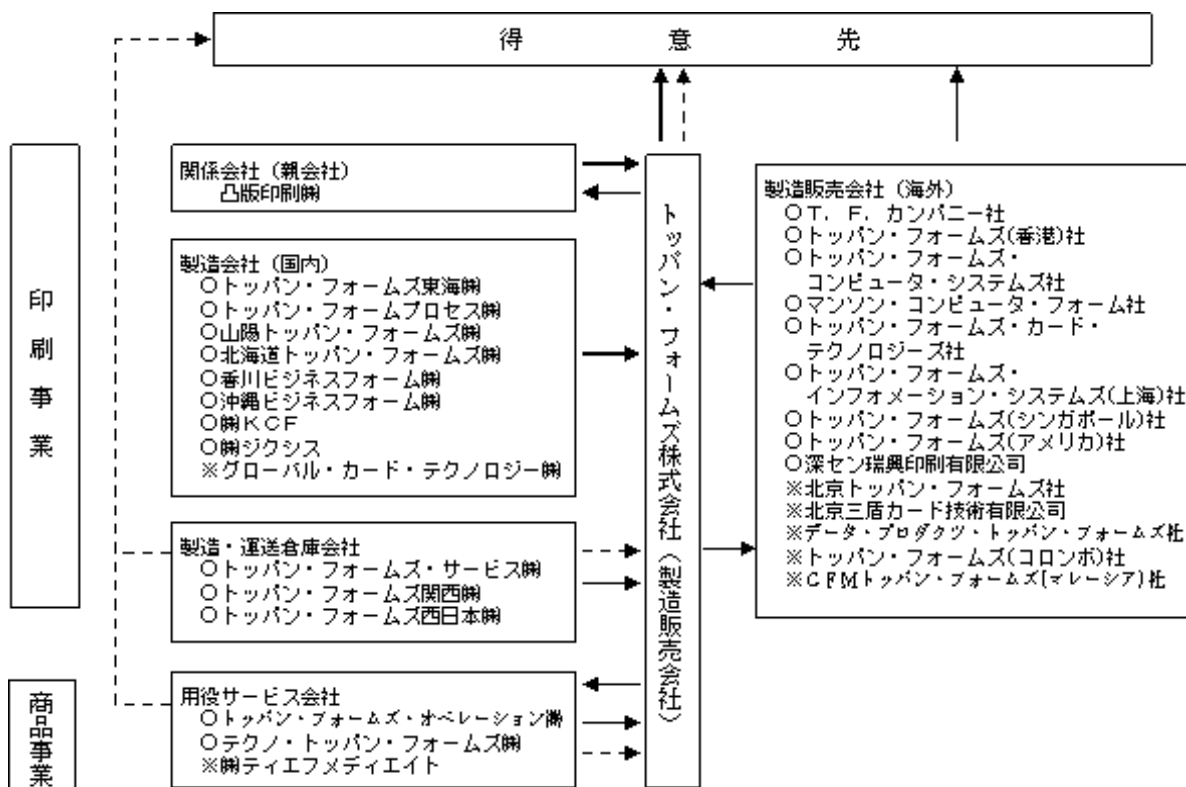 得意先
印刷事業
関係会社（親会社）
凸版印刷㈱
製造会社（国内）
○トッパン・フォームズ東海㈱
○トッパン・フォームプロセス㈱
○山陽トッパン・フォームズ㈱
○北海道トッパン・フォームズ㈱
○香川ビジネスフォーム㈱
○沖縄ビジネスフォーム㈱
○㈱ＫＣＦ
○㈱ジクシス
※グローバル・カード・テクノロジー㈱
製造・運送倉庫会社
○トッパン・フォームズ・サービス㈱
○トッパン・フォームズ関西㈱
○トッパン・フォームズ西日本㈱
商品事業
用役サービス会社
○トッパン・フォームズ・オペレーション㈱
○テクノ・トッパン・フォームズ㈱
※㈱ティエフメディエイト
トッパン・フォームズ株式会社（製造販売会社）
製造販売会社（海外）
○Ｔ．Ｆ．カンパニー社
○トッパン・フォームズ(香港)社
○トッパン・フォームズ・
コンピュータ・システムズ社
○マンソン・コンピュータ・フォーム社
○トッパン・フォームズ・カード・
テクノロジーズ社
○トッパン・フォームズ・
インフォメーション・システムズ(上海)社
○トッパン・フォームズ(シンガポール)社
○トッパン・フォームズ(アメリカ)社
○深セン瑞興印刷有限公司
※北京トッパン・フォームズ社
※北京三盾カード技術有限公司
※データ・プロダクツ・トッパン・フォームズ社
※トッパン・フォームズ(コロンボ)社
※ＣＦＭトッパン・フォームズ(マレーシア)社